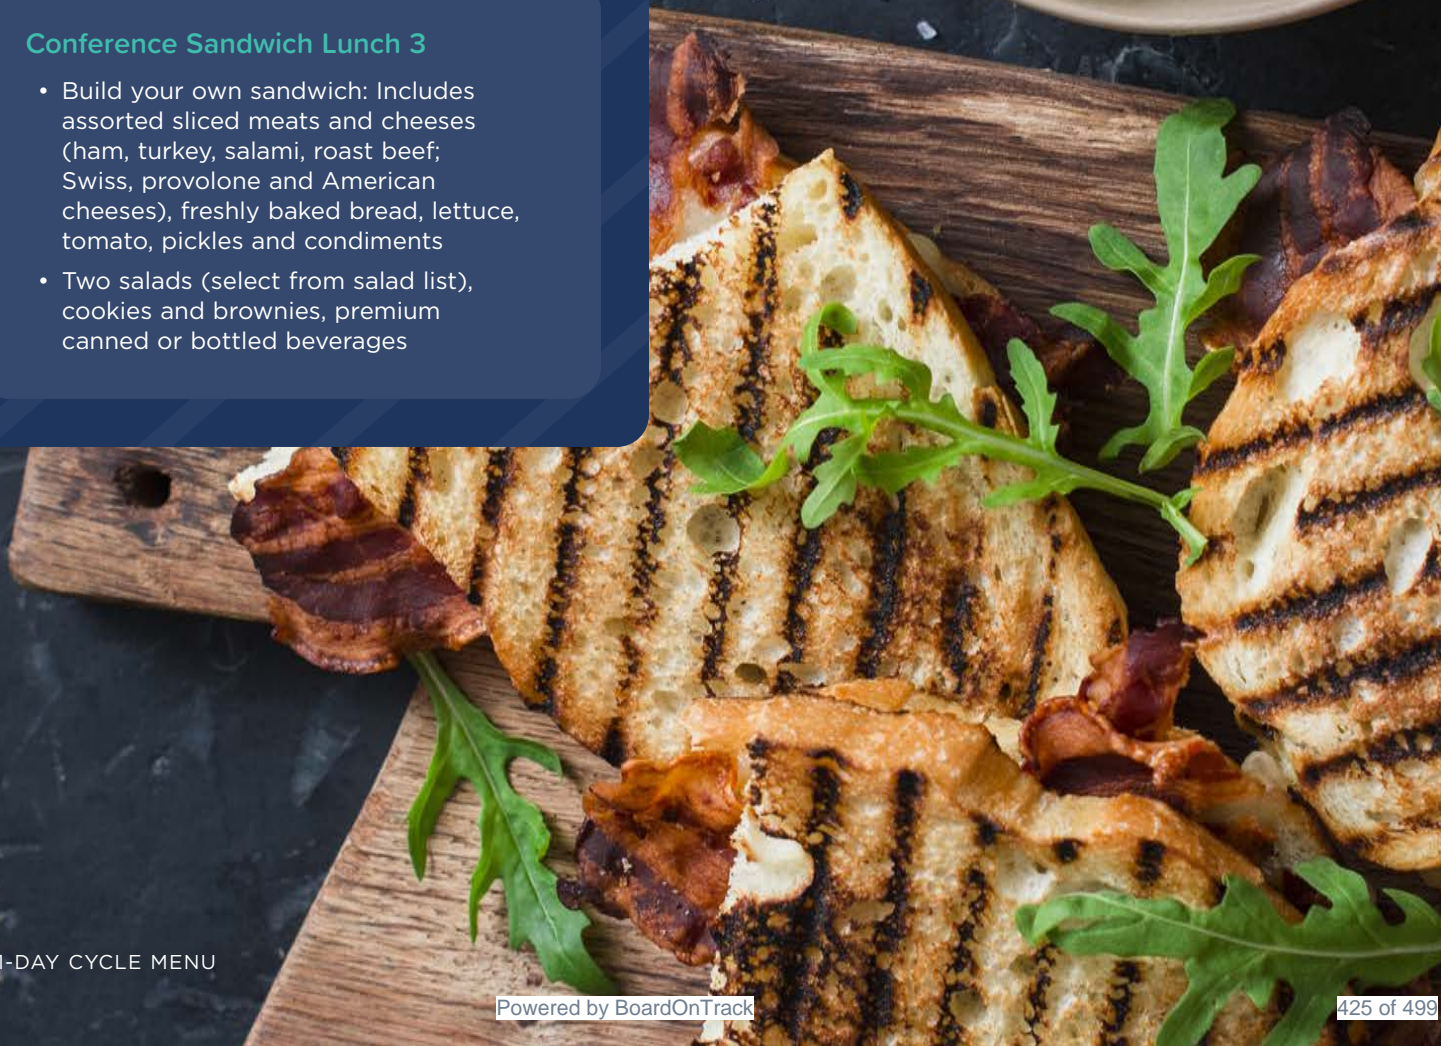 Conference Sandwich Lunch 3
• Build your own sandwich: Includes
assorted sliced meats and cheeses
(ham, turkey, salami, roast beef;
Swiss, provolone and American
cheeses), freshly baked bread, lettuce,
tomato, pickles and condiments
• Two salads (select from salad list),
cookies and brownies, premium
canned or bottled beverages
-DAY CYCLE MENU
Powered by BoardOnTrack
425 of 499